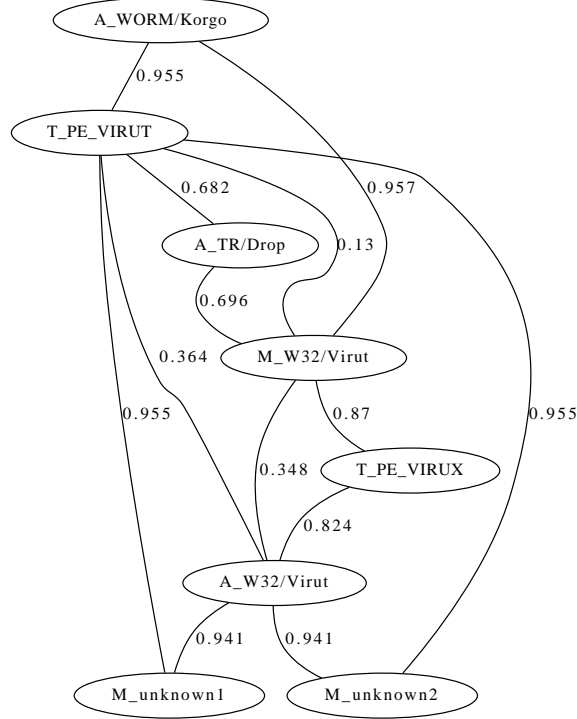 A_WORM/Korgo
0.955
T_PE_VIRUT
0.682
0.957
A_TR/Drop
0.13
0.696
M_W32/Virut
0.364
0.955
0.87
0.955
0.348
T_PE_VIRUX
0.824
A_W32/Virut
0.941
0.941
M_unknown1
M_unknown2